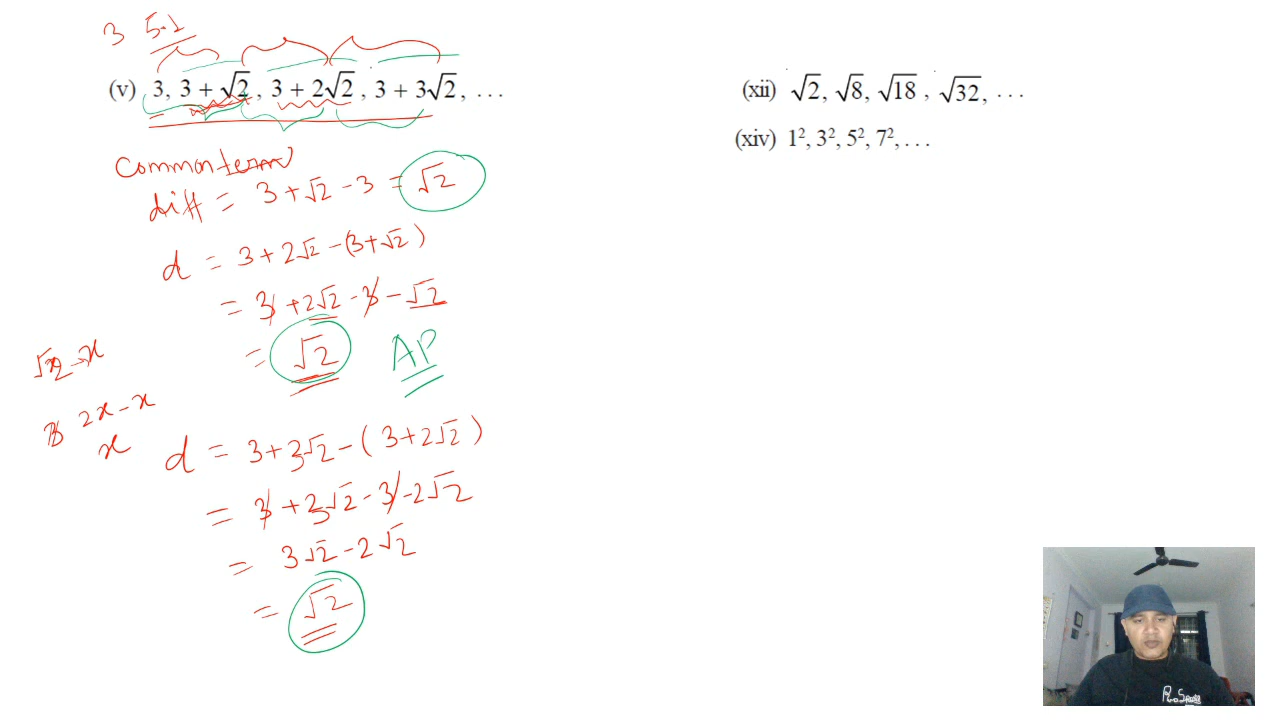 3 5.1
(v) 3, 3 + √2, 3 + 2√2, 3 + 3√2, ...
Common term
diff = 3 + √2 - 3 = √2
d = 3 + 2√2 - (3 + √2)
= 3 + 2√2 - 3 - √2
= √2 AP
2x - x
x
d = 3 + 3√2 - (3 + 2√2)
= 3 + 3√2 - 3 - 2√2
= 3√2 - 2√2
= √2
(xii) √2, √8, √18, √32, ...
(xiv) 1², 3², 5², 7², ...